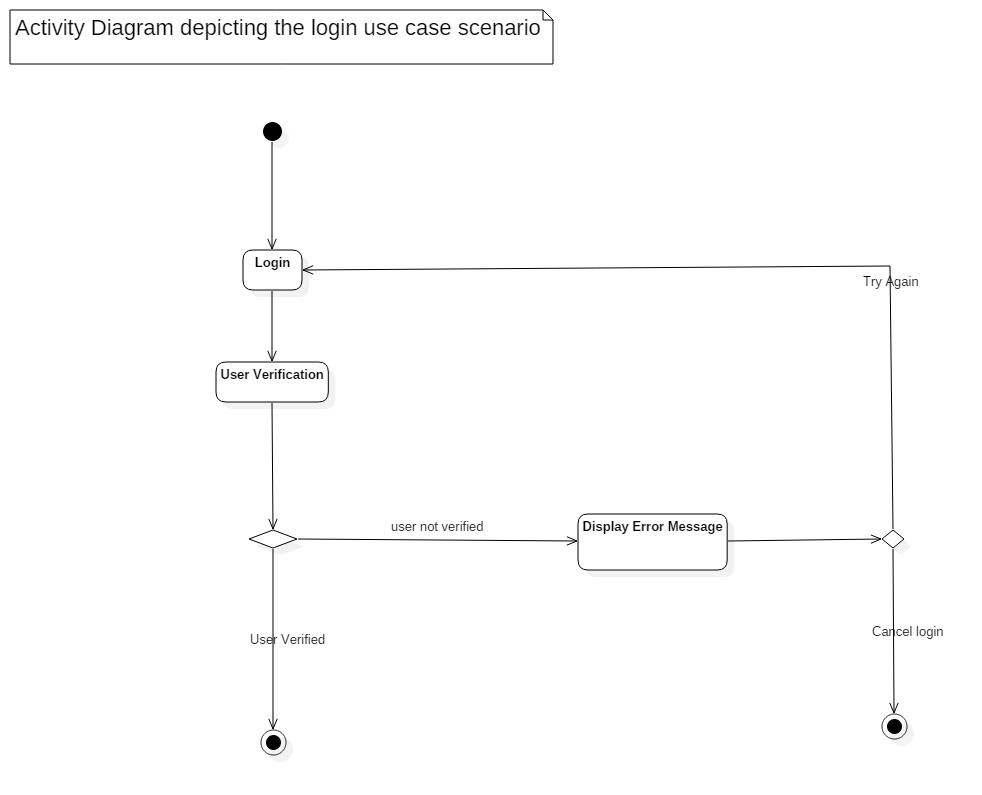 Activity Diagram depicting the login use case scenario
Login
Try Again
User Verification
user not verified
Display Error Message
User Verified
Cancel login